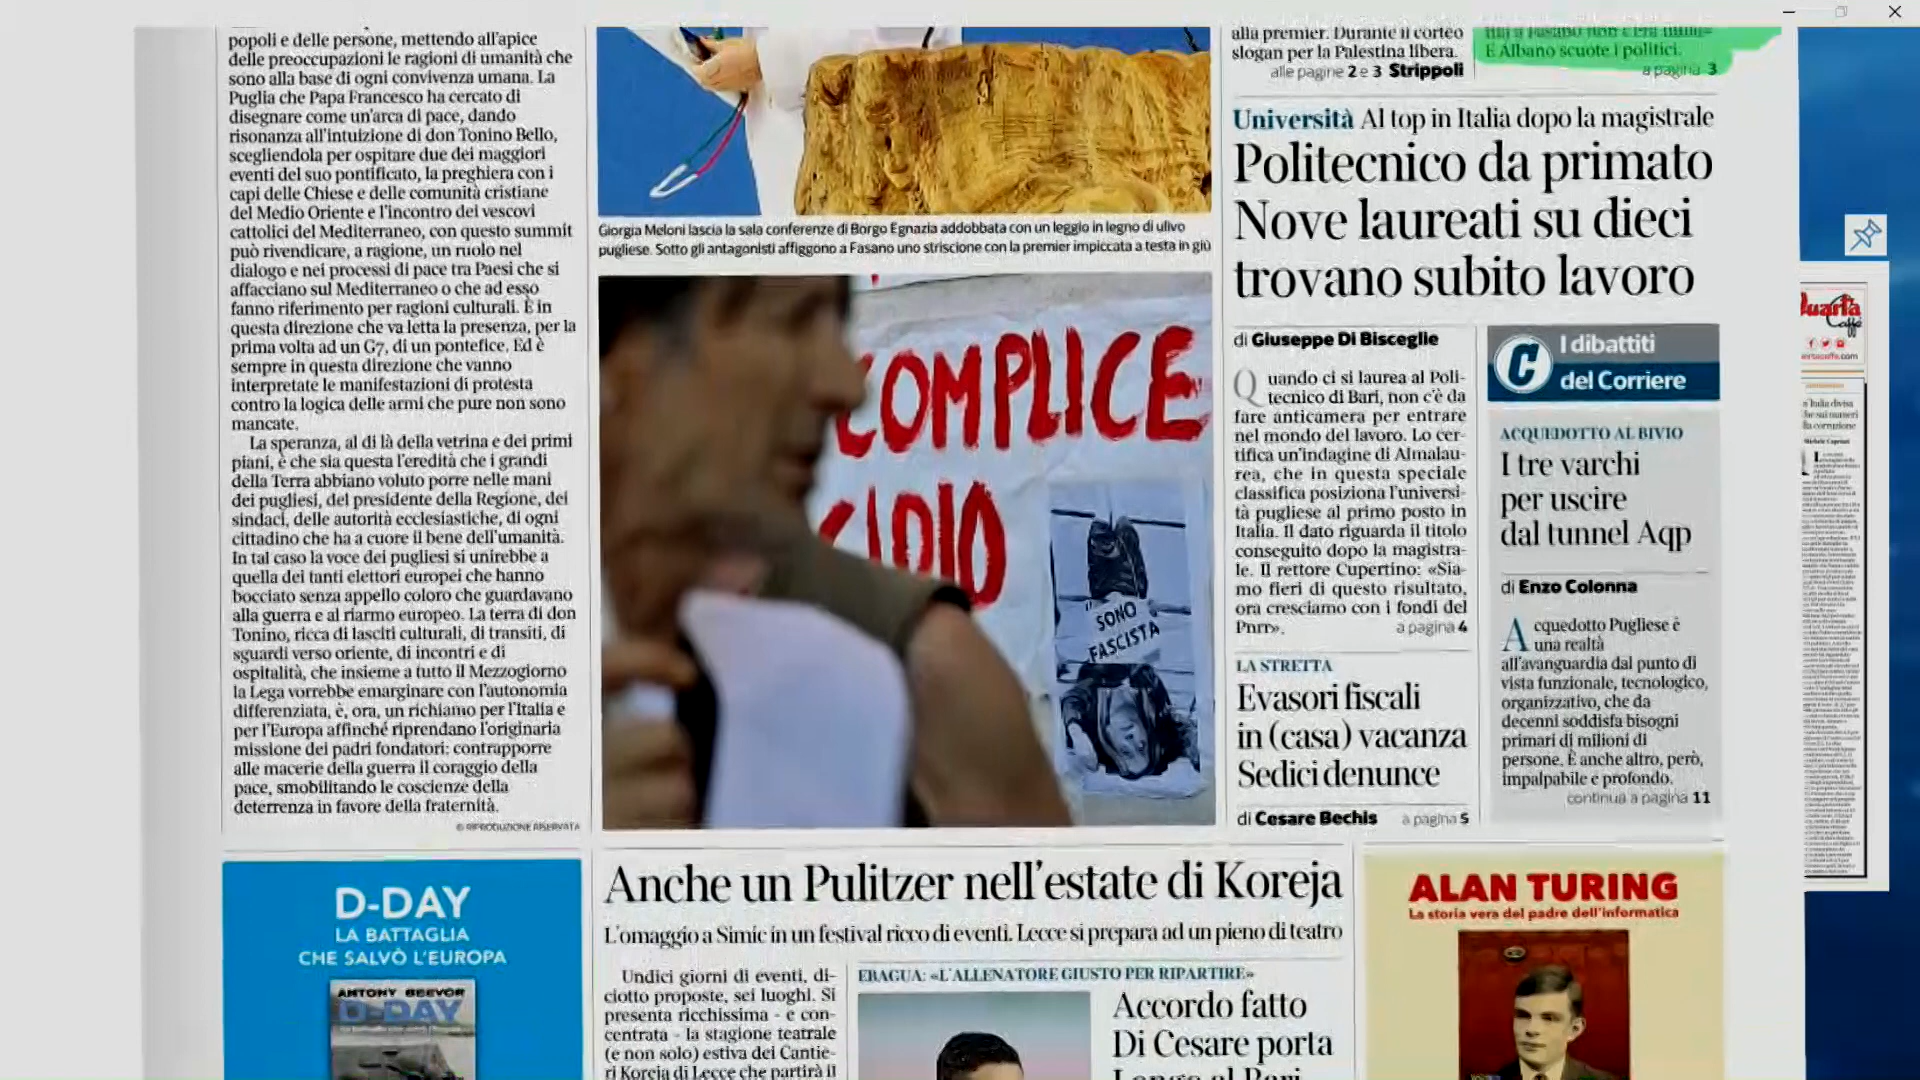 popoli e delle persone, mettendo all'apice
delle preoccupazioni le ragioni di umanità che
sono alla base di ogni convivenza umana. La
Puglia che Papa Francesco ha cercato di
disegnare come un'arca di pace, dando
risonanza all'intuizione di don Tonino Bello,
scegliendola per ospitare due dei maggiori
eventi del suo pontificato, la preghiera con i
capi delle Chiese e delle comunità cristiane
del Medio Oriente e l'incontro dei vescovi
cattolici del Mediterraneo, con questo summit
può rivendicare, a ragione, un ruolo nel
dialogo e nei processi di pace tra Paesi che si
affacciano sul Mediterraneo o che ad esso
fanno riferimento per ragioni culturali. È in
questa direzione che va letta la presenza, per la
prima volta ad un G7, di un pontefice. Ed è
sempre in questa direzione che vanno
interpretate le manifestazioni di protesta
contro la logica delle armi che pure non sono
mancate.
La speranza, al di là della vetrina e dei primi
piani, è che sia questa l'eredità che i grandi
della Terra abbiano voluto porre nelle mani
dei pugliesi, del presidente della Regione, dei
sindaci, delle autorità ecclesiastiche, di ogni
cittadino che ha a cuore il bene dell'umanità.
In tal caso la voce dei pugliesi si unirebbe a
quella dei tanti elettori europei che hanno
bocciato senza appello coloro che guardavano
alla guerra e al riarmo europeo. La terra di don
Tonino, ricca di lasciti culturali, di transiti, di
sguardi verso oriente, di incontri e di
ospitalità, che insieme a tutto il Mezzogiorno
la Lega vorrebbe emarginare con l'autonomia
differenziata, è, ora, un richiamo per l'Italia e
per l'Europa affinché riprendano l'originaria
missione dei padri fondatori: contrapporre
alle macerie della guerra il coraggio della
pace, smobilitando le coscienze della
deterrenza in favore della fraternità.
© RIPRODUZIONE RISERVATA
Giorgia Meloni lascia la sala conferenze di Borgo Egnazia addobbata con un leggio in legno di ulivo
pugliese. Sotto gli antagonisti affiggono a Fasano uno striscione con la premier impiccata a testa in giù
COMPLICE
CIDIO
SONO
FASCISTA
alla premier. Durante il corteo
slogan per la Palestina libera.
alle pagine 2 e 3 Strippoli
E Albano scuote i politici.
a pagina 3
Università Al top in Italia dopo la magistrale
Politecnico da primato
Nove laureati su dieci
trovano subito lavoro
di Giuseppe Di Bisceglie
Quando ci si laurea al Poli-
tecnico di Bari, non c'è da
fare anticamera per entrare
nel mondo del lavoro. Lo cer-
tifica un'indagine di Almalau-
rea, che in questa speciale
classifica posiziona l'universi-
tà pugliese al primo posto in
Italia. Il dato riguarda il titolo
conseguito dopo la magistra-
le. Il rettore Cupertino: «Sia-
mo fieri di questo risultato,
ora cresciamo con i fondi del
Pnrr».
a pagina 4
LA STRETTA
Evasori fiscali
in (casa) vacanza
Sedici denunce
di Cesare Bechis a pagina 5
C I dibattiti
del Corriere
ACQUEDOTTO AL BIVIO
I tre varchi
per uscire
dal tunnel Aqp
di Enzo Colonna
Acquedotto Pugliese è
una realtà
all'avanguardia dal punto di
vista funzionale, tecnologico,
organizzativo, che da
decenni soddisfa bisogni
primari di milioni di
persone. È anche altro, però,
impalpabile e profondo.
continua a pagina 11
D-DAY
LA BATTAGLIA
CHE SALVÒ L'EUROPA
ANTONY BEEVOR
D-DAY
Anche un Pulitzer nell'estate di Koreja
L'omaggio a Simic in un festival ricco di eventi. Lecce si prepara ad un pieno di teatro
Undici giorni di eventi, di-
ciotto proposte, sei luoghi. Si
presenta ricchissima - e con-
centrata - la stagione teatrale
(e non solo) estiva dei Cantie-
ri Koreja di Lecce che partirà il
EBAGUA: «L'ALLENATORE GIUSTO PER RIPARTIRE»
Accordo fatto
Di Cesare porta
Longo al Bari
ALAN TURING
La storia vera del padre dell'informatica
Quarta
Caffè